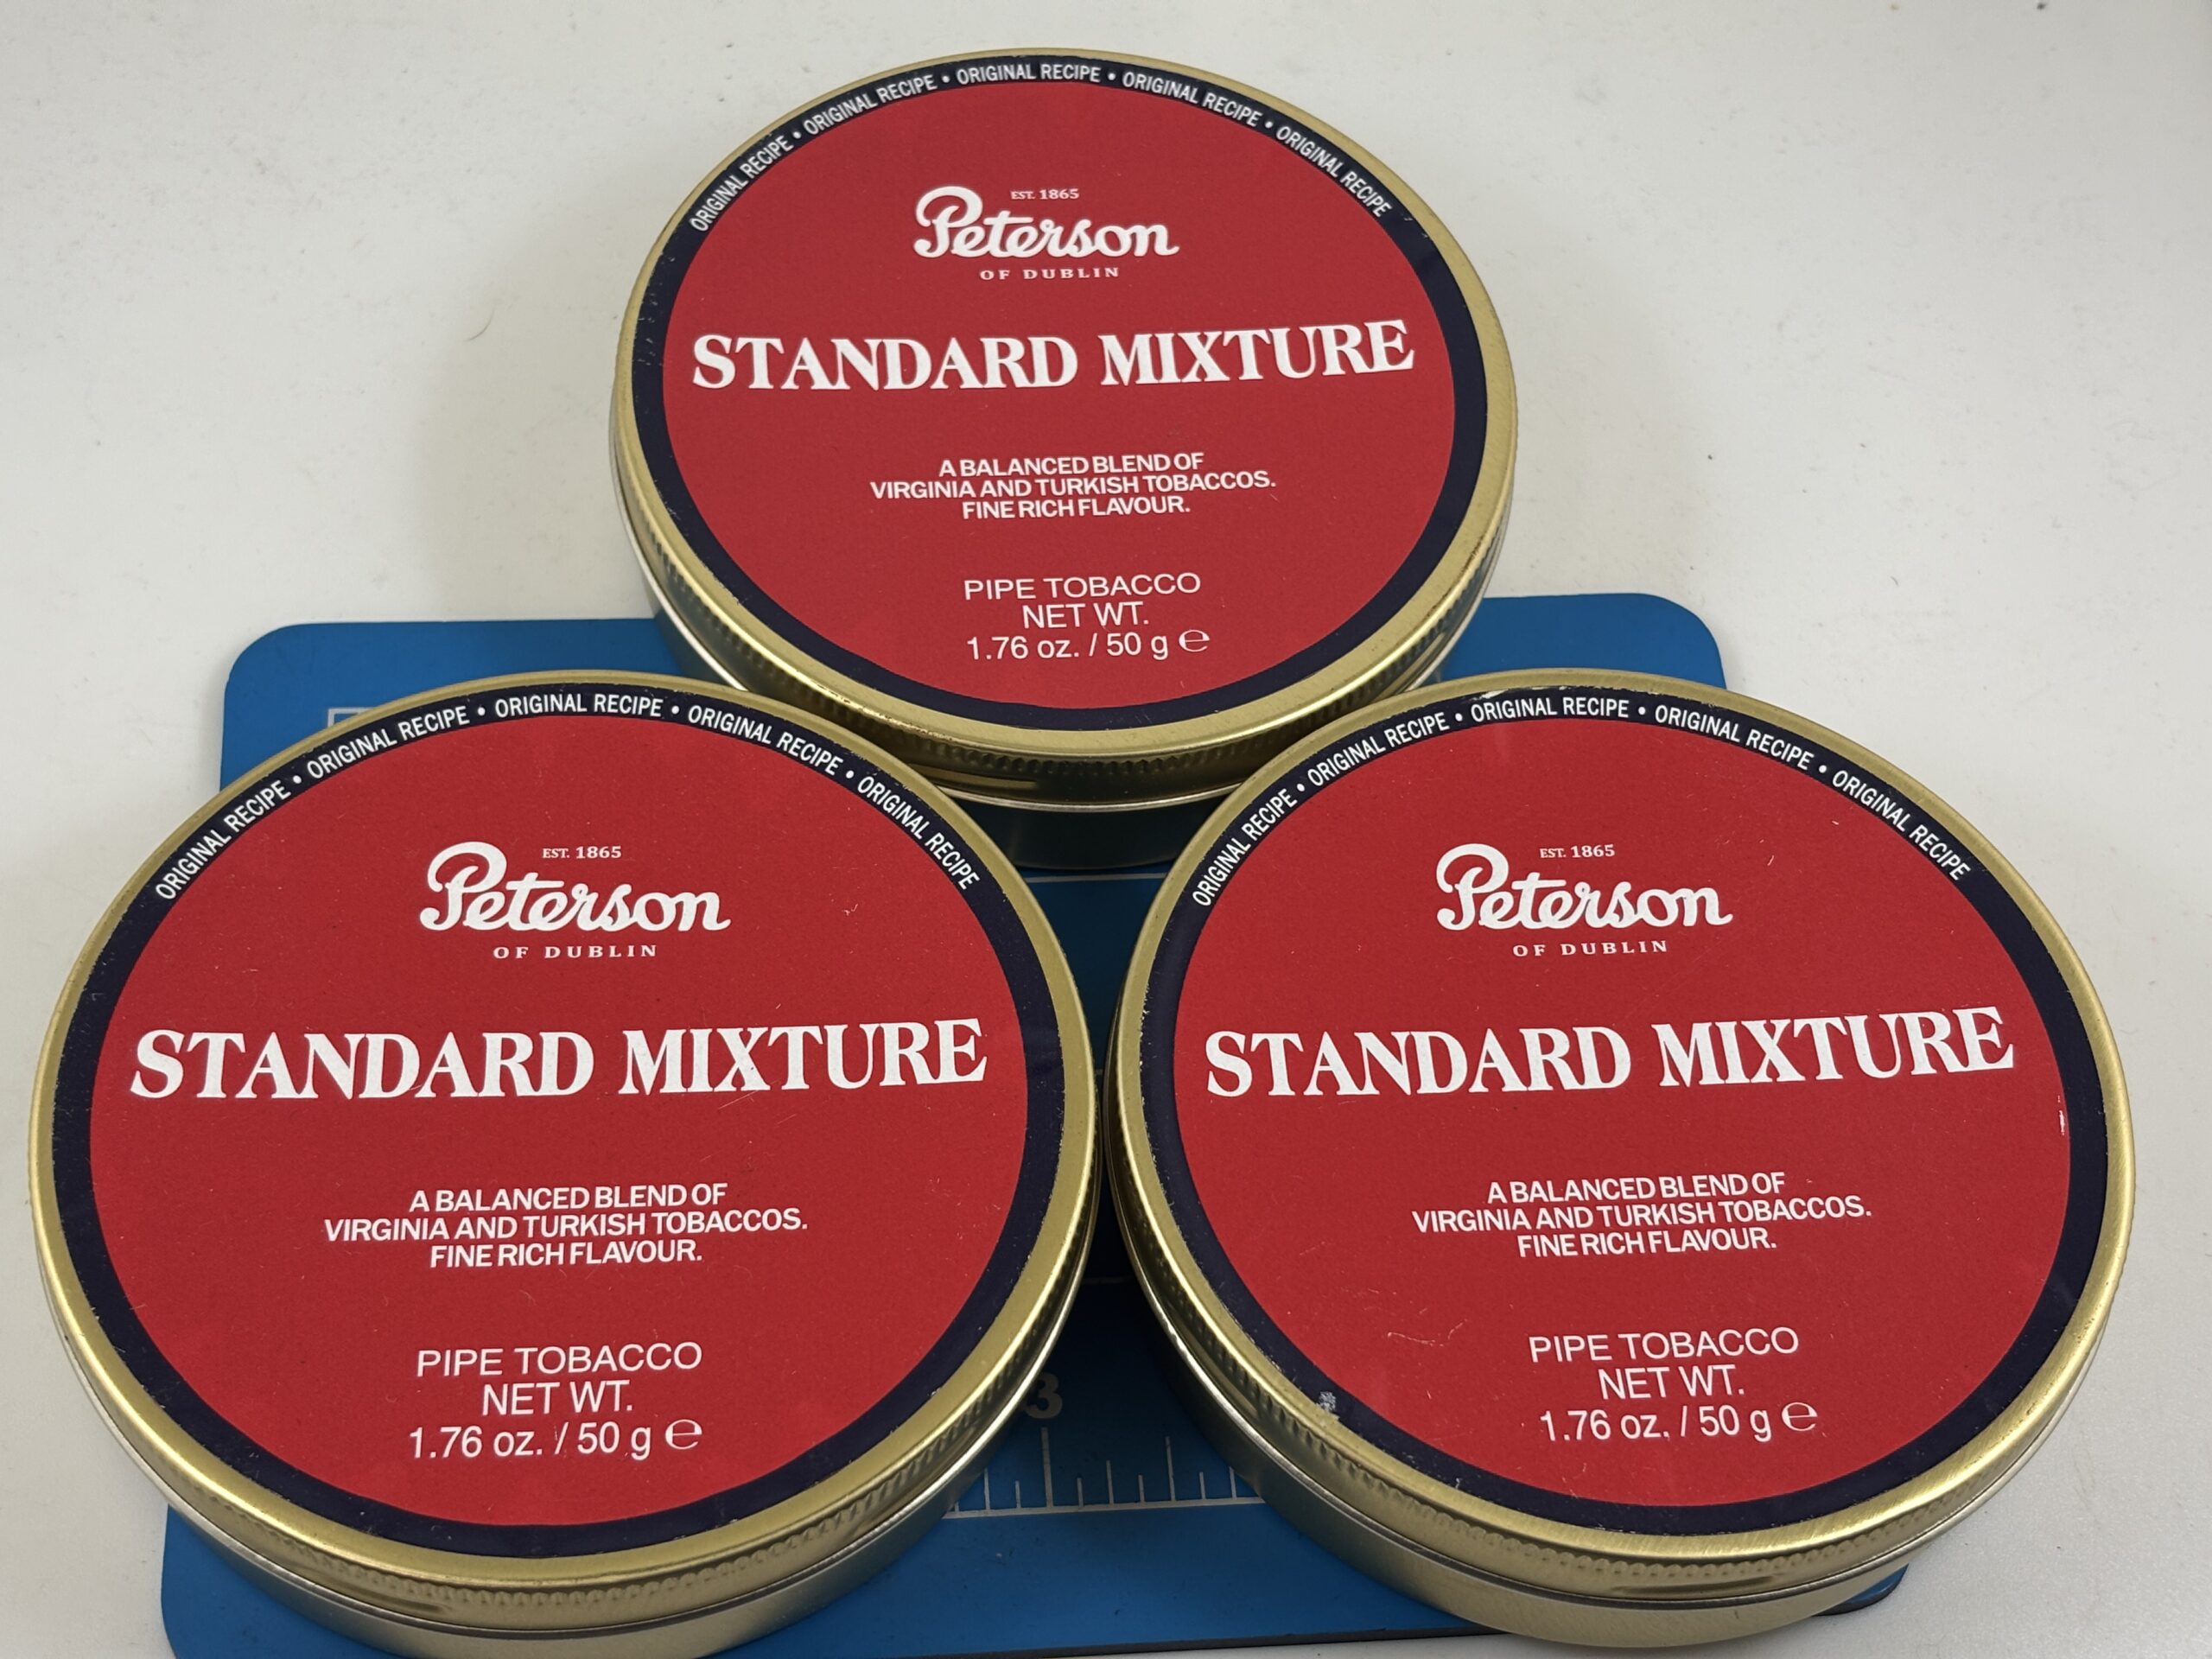 ORIGINAL RECIPE • ORIGINAL RECIPE • ORIGINAL RECIPE • ORIGINAL RECIPE • ORIGINAL RECIPE
EST. 1865
Peterson
OF DUBLIN
STANDARD MIXTURE
A BALANCED BLEND OF
VIRGINIA AND TURKISH TOBACCOS.
FINE RICH FLAVOUR.
PIPE TOBACCO
NET WT.
1.76 oz. / 50 g ℮
ORIGINAL RECIPE • ORIGINAL RECIPE • ORIGINAL RECIPE • ORIGINAL RECIPE • ORIGINAL RECIPE
EST. 1865
Peterson
OF DUBLIN
STANDARD MIXTURE
A BALANCED BLEND OF
VIRGINIA AND TURKISH TOBACCOS.
FINE RICH FLAVOUR.
PIPE TOBACCO
NET WT.
1.76 oz. / 50 g ℮
ORIGINAL RECIPE • ORIGINAL RECIPE • ORIGINAL RECIPE • ORIGINAL RECIPE • ORIGINAL RECIPE
EST. 1865
Peterson
OF DUBLIN
STANDARD MIXTURE
A BALANCED BLEND OF
VIRGINIA AND TURKISH TOBACCOS.
FINE RICH FLAVOUR.
PIPE TOBACCO
NET WT.
1.76 oz. / 50 g ℮
3